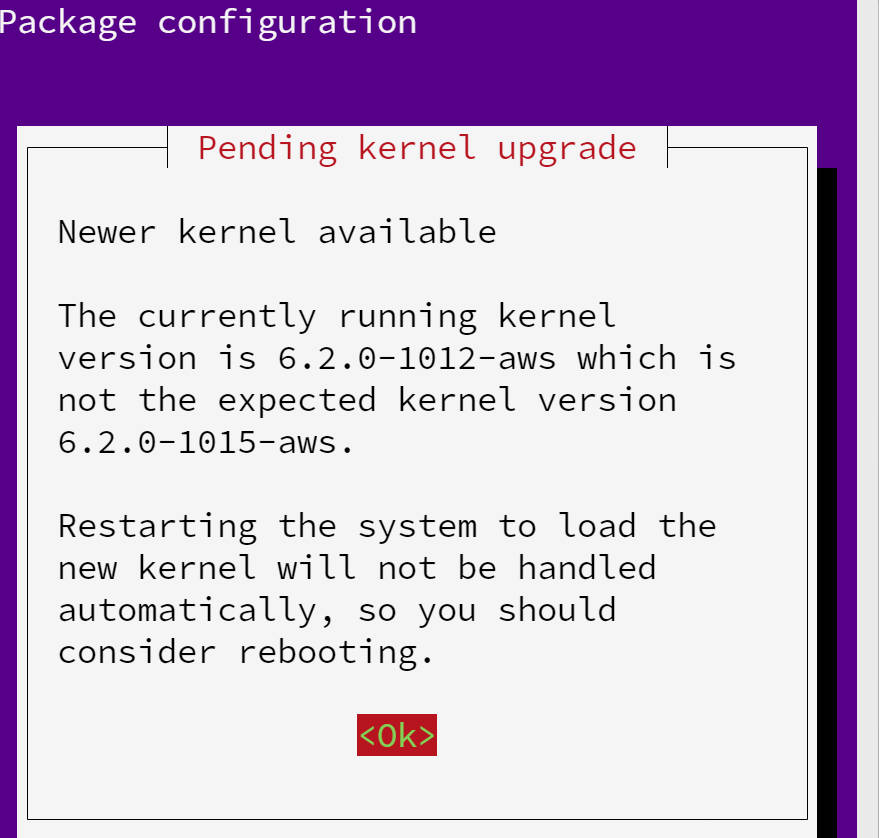 Package configuration
Pending kernel upgrade
Newer kernel available
The currently running kernel
version is 6.2.0-1012-aws which is
not the expected kernel version
6.2.0-1015-aws.
Restarting the system to load the
new kernel will not be handled
automatically, so you should
consider rebooting.
<Ok>